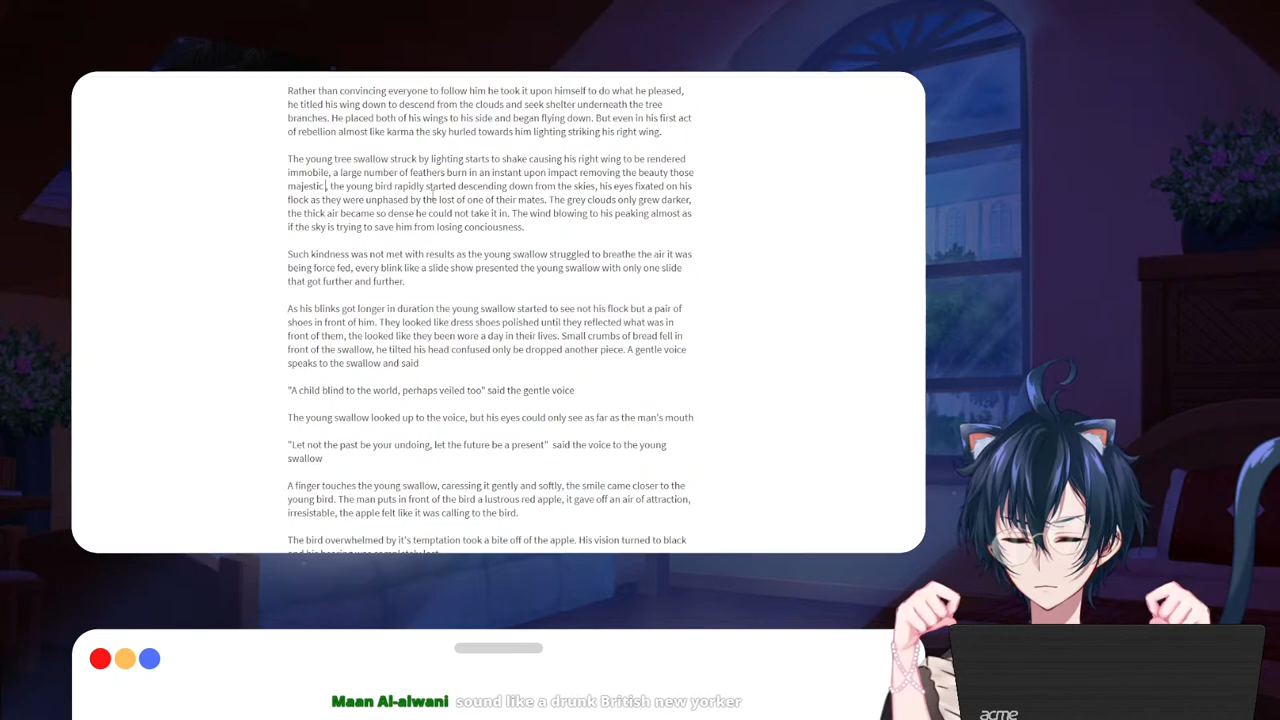 Rather than convincing everyone to follow him he took it upon himself to do what he pleased,
he titled his wing down to descend from the clouds and seek shelter underneath the tree
branches. He placed both of his wings to his side and began flying down. But even in his first act
of rebellion almost like karma the sky hurled towards him lighting striking his right wing.
The young tree swallow struck by lighting starts to shake causing his right wing to be rendered
immobile, a large number of feathers burn in an instant upon impact removing the beauty those
majestic , the young bird rapidly started descending down from the skies, his eyes fixated on his
flock as they were unphased by the lost of one of their mates. The grey clouds only grew darker,
the thick air became so dense he could not take it in. The wind blowing to his peaking almost as
if the sky is trying to save him from losing conciousness.
Such kindness was not met with results as the young swallow struggled to breathe the air it was
being force fed, every blink like a slide show presented the young swallow with only one slide
that got further and further.
As his blinks got longer in duration the young swallow started to see not his flock but a pair of
shoes in front of him. They looked like dress shoes polished until they reflected what was in
front of them, the looked like they been wore a day in their lives. Small crumbs of bread fell in
front of the swallow, he tilted his head confused only be dropped another piece. A gentle voice
speaks to the swallow and said
"A child blind to the world, perhaps veiled too" said the gentle voice
The young swallow looked up to the voice, but his eyes could only see as far as the man's mouth
"Let not the past be your undoing, let the future be a present" said the voice to the young
swallow
A finger touches the young swallow, caressing it gently and softly, the smile came closer to the
young bird. The man puts in front of the bird a lustrous red apple, it gave off an air of attraction,
irresistable, the apple felt like it was calling to the bird.
The bird overwhelmed by it's temptation took a bite off of the apple. His vision turned to black
and his hearing was completely lost
Maan Al-alwani sound like a drunk British new yorker
acme